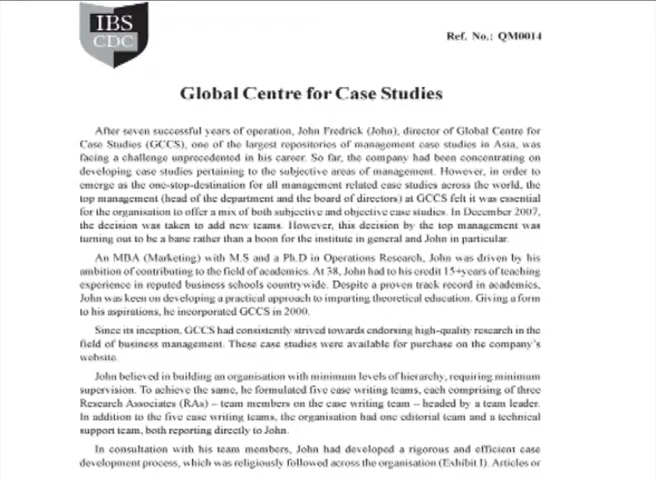 IBS
CDC
Ref. No.: QM0014
Global Centre for Case Studies
After seven successful years of operation, John Fredrick (John), director of Global Centre for
Case Studies (GCCS), one of the largest repositories of management case studies in Asia, was
facing a challenge unprecedented in his career. So far, the company had been concentrating on
developing case studies pertaining to the subjective areas of management. However, in order to
emerge as the one-stop-destination for all management related case studies across the world, the
top management (head of the department and the board of directors) at GCCS felt it was essential
for the organisation to offer a mix of both subjective and objective case studies. In December 2007,
the decision was taken to add new teams. However, this decision by the top management was
turning out to be a bane rather than a boon for the institute in general and John in particular.
An MBA (Marketing) with M.S and a Ph.D in Operations Research, John was driven by his
ambition of contributing to the field of academics. At 38, John had to his credit 15+years of teaching
experience in reputed business schools countrywide. Despite a proven track record in academics,
John was keen on developing a practical approach to imparting theoretical education. Giving a form
to his aspirations, he incorporated GCCS in 2000.
Since its inception, GCCS had consistently strived towards endorsing high-quality research in the
field of business management. These case studies were available for purchase on the company's
website.
John believed in building an organisation with minimum levels of hierarchy, requiring minimum
supervision. To achieve the same, he formulated five case writing teams, each comprising of three
Research Associates (RAs) – team members on the case writing team – headed by a team leader.
In addition to the five case writing teams, the organisation had one editorial team and a technical
support team, both reporting directly to John.
In consultation with his team members, John had developed a rigorous and efficient case
development process, which was religiously followed across the organisation (Exhibit I). Articles or